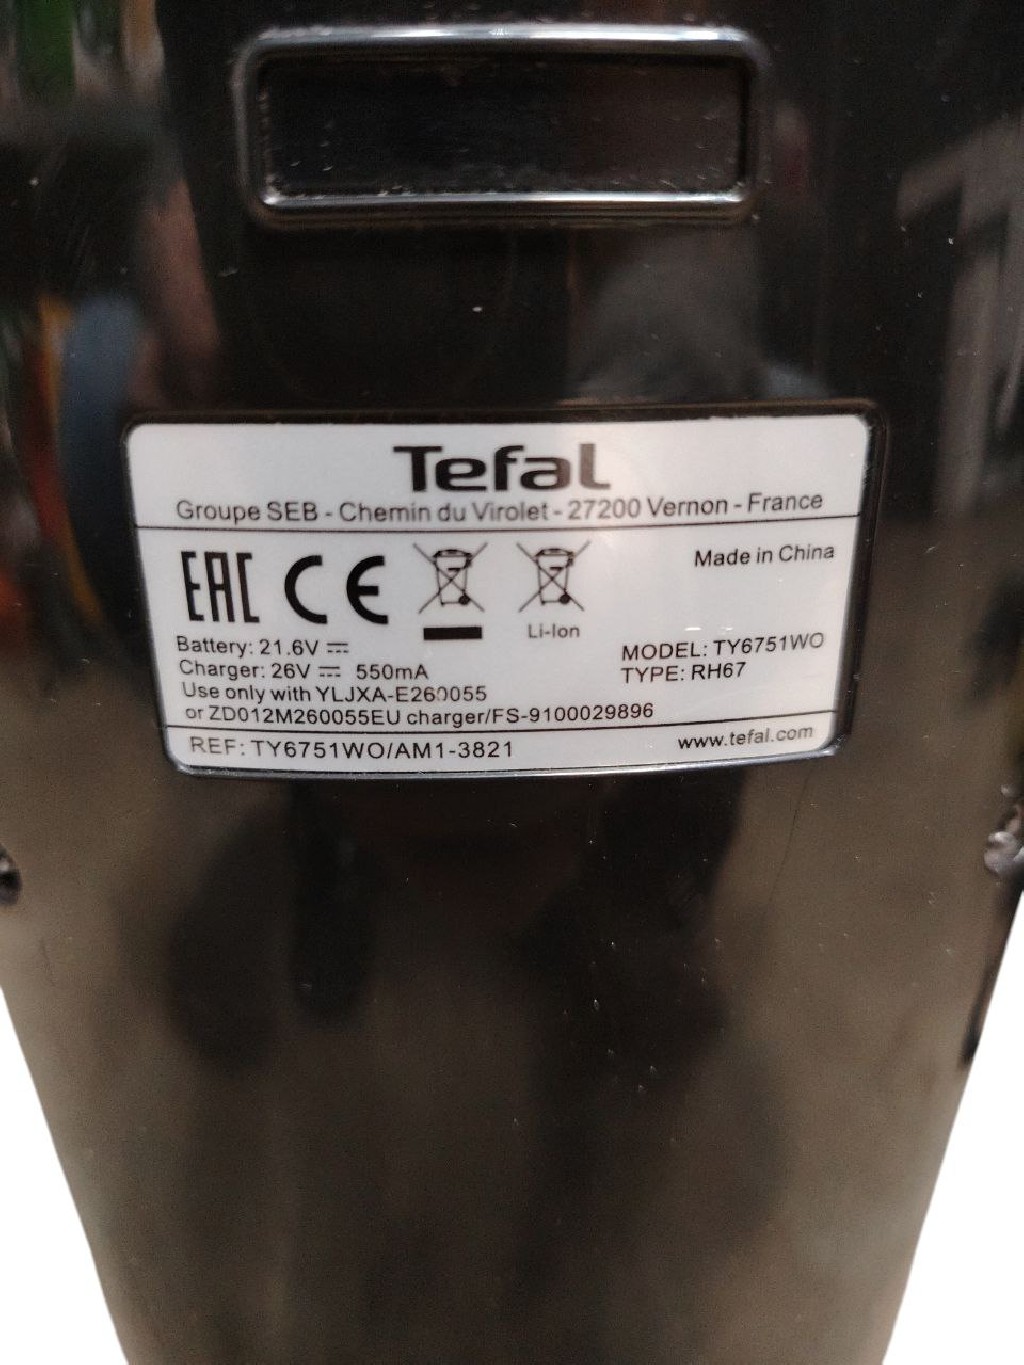 Tefal
Groupe SEB - Chemin du Virolet - 27200 Vernon - France
EAC CE
Made in China
Li-Ion
Battery: 21.6V ⎓
Charger: 26V ⎓ 550mA
MODEL: TY6751WO
TYPE: RH67
Use only with YLJXA-E260055
or ZD012M260055EU charger/FS-9100029896
REF: TY6751WO/AM1-3821
www.tefal.com